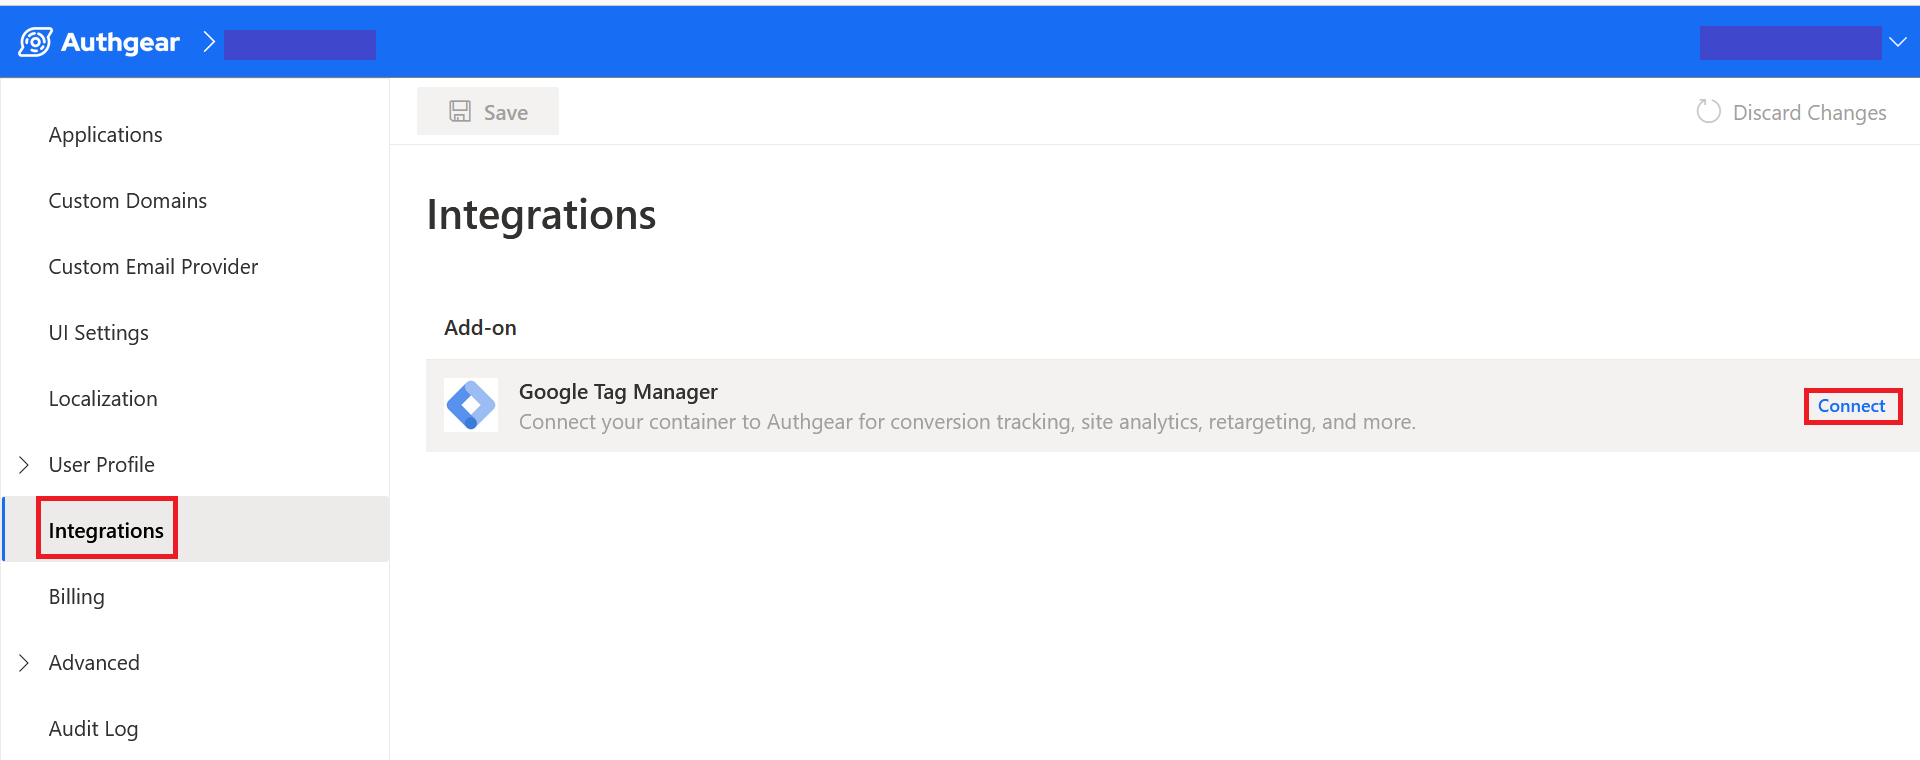 Authgear
Save
Discard Changes
Applications
Custom Domains
Custom Email Provider
UI Settings
Localization
User Profile
Integrations
Billing
Advanced
Audit Log
Integrations
Add-on
Google Tag Manager
Connect your container to Authgear for conversion tracking, site analytics, retargeting, and more.
Connect